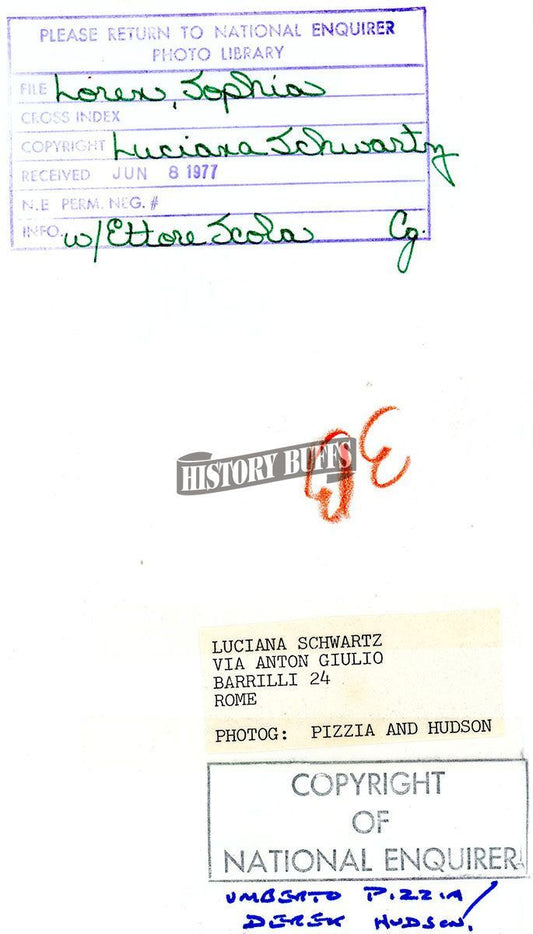 PLEASE RETURN TO NATIONAL ENQUIRER
PHOTO LIBRARY
FILE Loren, Sophia
CROSS INDEX
COPYRIGHT Luciana Schwartz
RECEIVED JUN 8 1977
N.E PERM. NEG. #
INFO. w/Ettore Scola Cg.
HISTORY BUFFS
LUCIANA SCHWARTZ
VIA ANTON GIULIO
BARRILLI 24
ROME
PHOTOG: PIZZIA AND HUDSON
COPYRIGHT
OF
NATIONAL ENQUIRER
UMBERTO PIZZIA/
DEREK HUDSON.